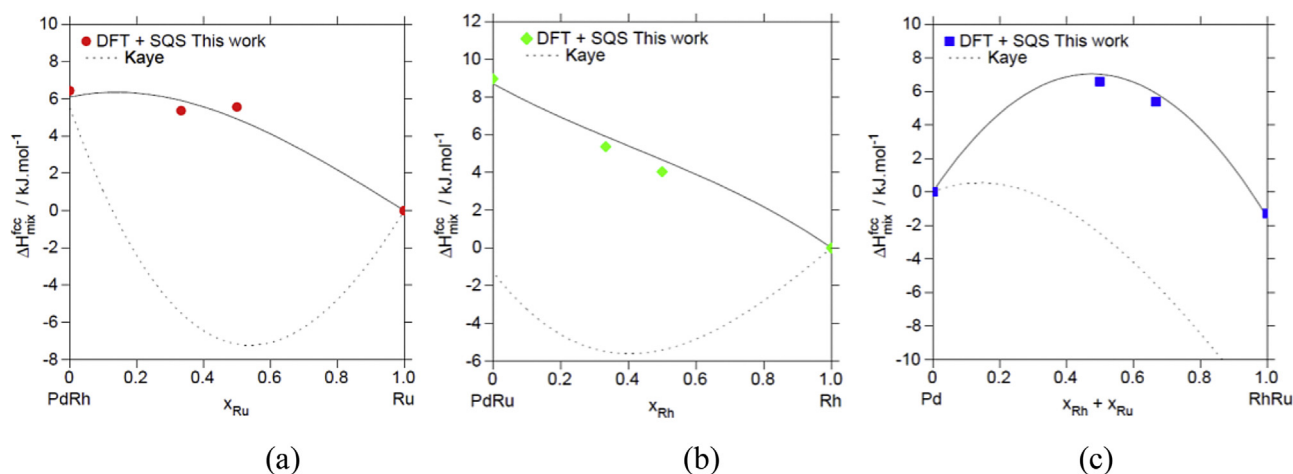 10
8
6
4
2
0
-2
-4
-6
-8
ΔH_mix^fcc / kJ.mol⁻¹
DFT + SQS This work
Kaye
0 0.2 0.4 0.6 0.8 1.0
PdRh x_Ru Ru
(a)
12
10
8
6
4
2
0
-2
-4
-6
ΔH_mix^fcc / kJ.mol⁻¹
DFT + SQS This work
Kaye
0 0.2 0.4 0.6 0.8 1.0
PdRu x_Rh Rh
(b)
+10
8
6
4
2
0
-2
-4
-6
-8
-10
ΔH_mix^fcc / kJ.mol⁻¹
DFT + SQS This work
Kaye
0 0.2 0.4 0.6 0.8 1.0
Pd x_Rh + x_Ru RhRu
(c)